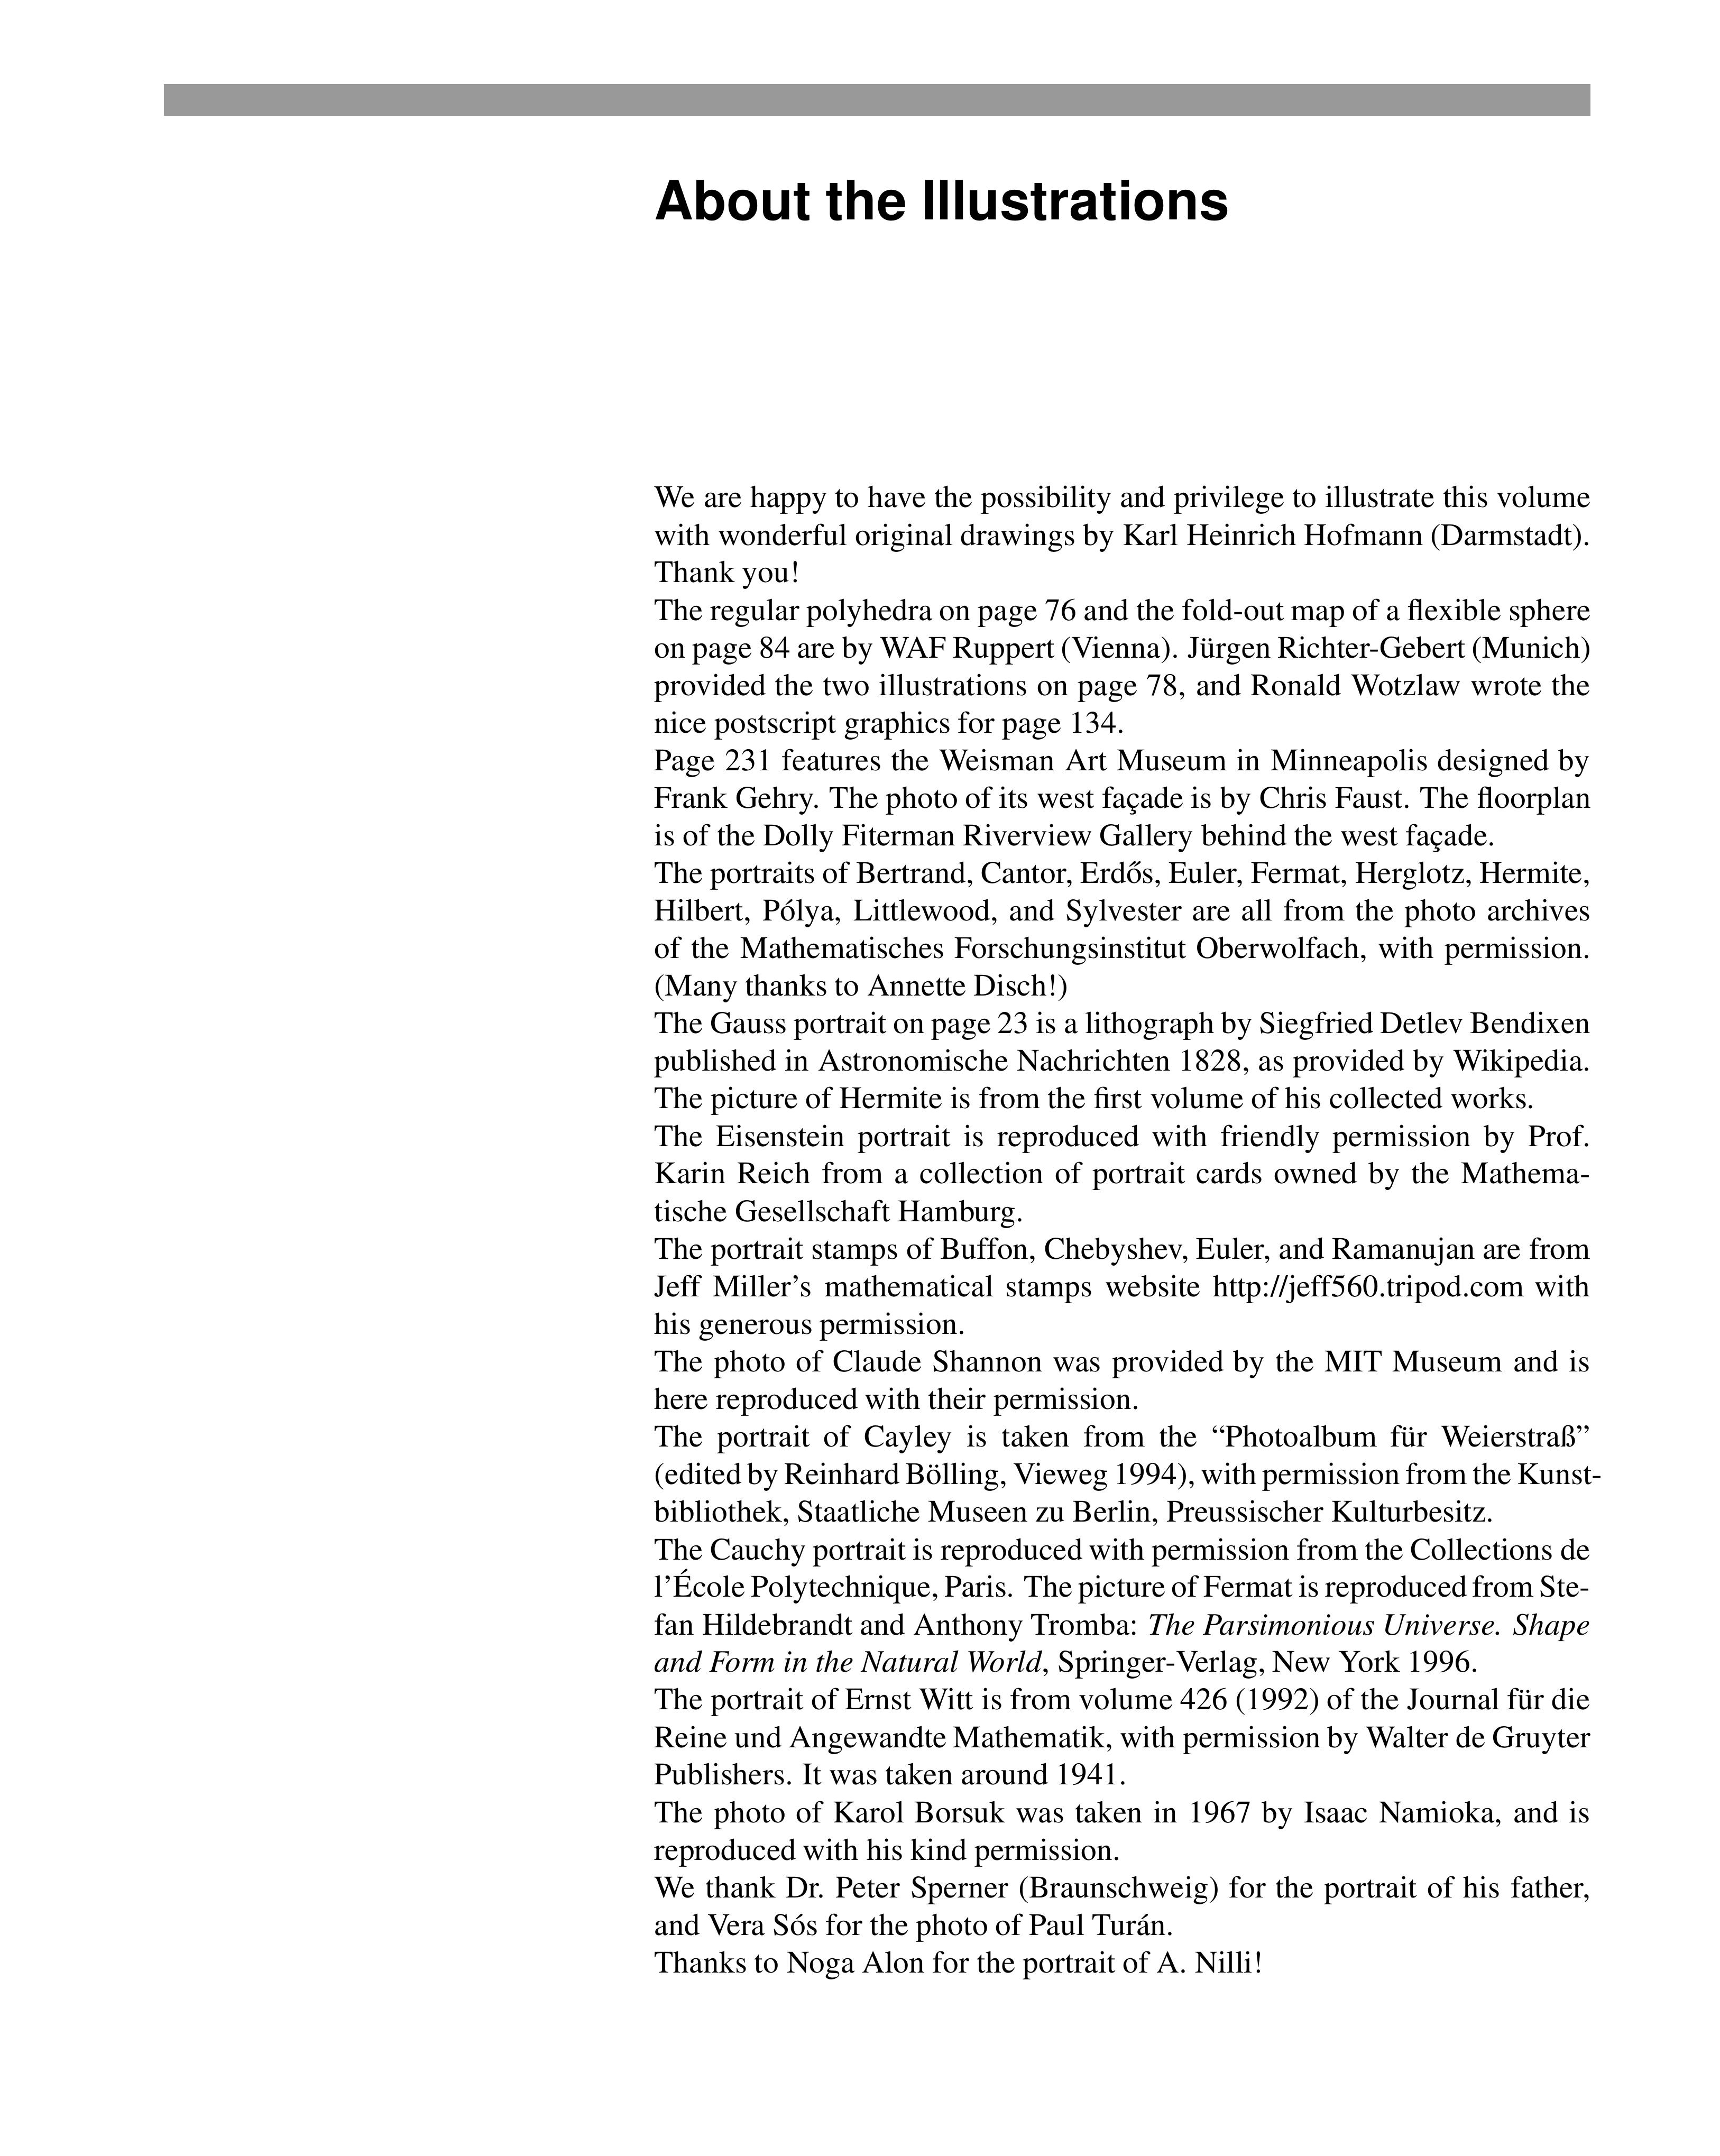 About the Illustrations
We are happy to have the possibility and privilege to illustrate this volume
with wonderful original drawings by Karl Heinrich Hofmann (Darmstadt).
Thank you!
The regular polyhedra on page 76 and the fold-out map of a flexible sphere
on page 84 are by WAF Ruppert (Vienna). Jürgen Richter-Gebert (Munich)
provided the two illustrations on page 78, and Ronald Wotzlaw wrote the
nice postscript graphics for page 134.
Page 231 features the Weisman Art Museum in Minneapolis designed by
Frank Gehry. The photo of its west façade is by Chris Faust. The floorplan
is of the Dolly Fiterman Riverview Gallery behind the west façade.
The portraits of Bertrand, Cantor, Erdős, Euler, Fermat, Herglotz, Hermite,
Hilbert, Pólya, Littlewood, and Sylvester are all from the photo archives
of the Mathematisches Forschungsinstitut Oberwolfach, with permission.
(Many thanks to Annette Disch!)
The Gauss portrait on page 23 is a lithograph by Siegfried Detlev Bendixen
published in Astronomische Nachrichten 1828, as provided by Wikipedia.
The picture of Hermite is from the first volume of his collected works.
The Eisenstein portrait is reproduced with friendly permission by Prof.
Karin Reich from a collection of portrait cards owned by the Mathema-
tische Gesellschaft Hamburg.
The portrait stamps of Buffon, Chebyshev, Euler, and Ramanujan are from
Jeff Miller's mathematical stamps website http://jeff560.tripod.com with
his generous permission.
The photo of Claude Shannon was provided by the MIT Museum and is
here reproduced with their permission.
The portrait of Cayley is taken from the “Photoalbum für Weierstraß”
(edited by Reinhard Bölling, Vieweg 1994), with permission from the Kunst-
bibliothek, Staatliche Museen zu Berlin, Preussischer Kulturbesitz.
The Cauchy portrait is reproduced with permission from the Collections de
l'École Polytechnique, Paris. The picture of Fermat is reproduced from Ste-
fan Hildebrandt and Anthony Tromba: The Parsimonious Universe. Shape
and Form in the Natural World, Springer-Verlag, New York 1996.
The portrait of Ernst Witt is from volume 426 (1992) of the Journal für die
Reine und Angewandte Mathematik, with permission by Walter de Gruyter
Publishers. It was taken around 1941.
The photo of Karol Borsuk was taken in 1967 by Isaac Namioka, and is
reproduced with his kind permission.
We thank Dr. Peter Sperner (Braunschweig) for the portrait of his father,
and Vera Sós for the photo of Paul Turán.
Thanks to Noga Alon for the portrait of A. Nilli!